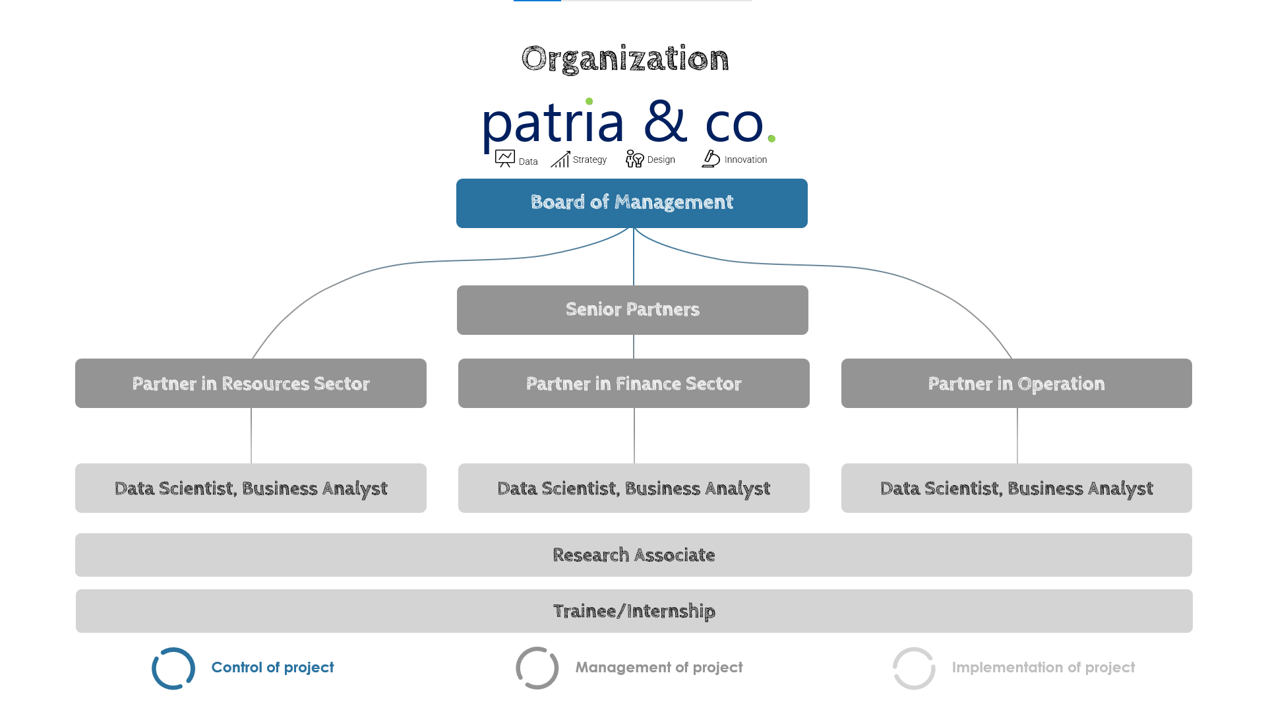 Organization
patria & co.
Data Strategy Design Innovation
Board of Management
Senior Partners
Partner in Resources Sector
Partner in Finance Sector
Partner in Operation
Data Scientist, Business Analyst
Data Scientist, Business Analyst
Data Scientist, Business Analyst
Research Associate
Trainee/Internship
Control of project
Management of project
Implementation of project